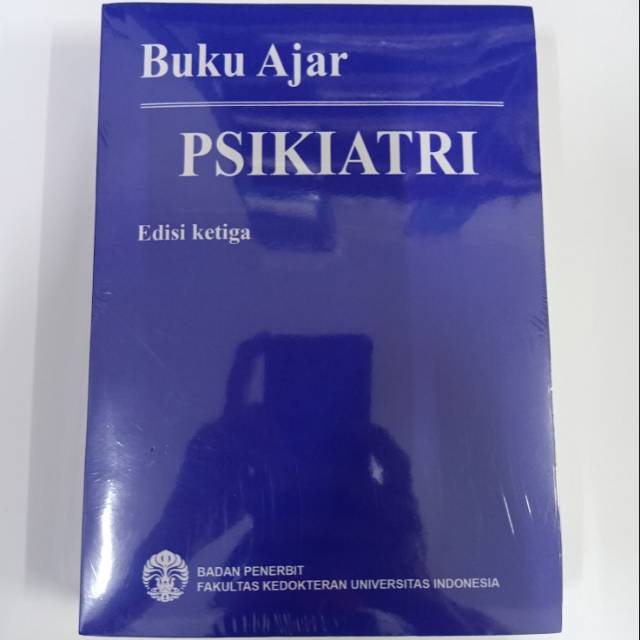 Buku Ajar
PSIKIATRI
Edisi ketiga
BADAN PENERBIT
FAKULTAS KEDOKTERAN UNIVERSITAS INDONESIA